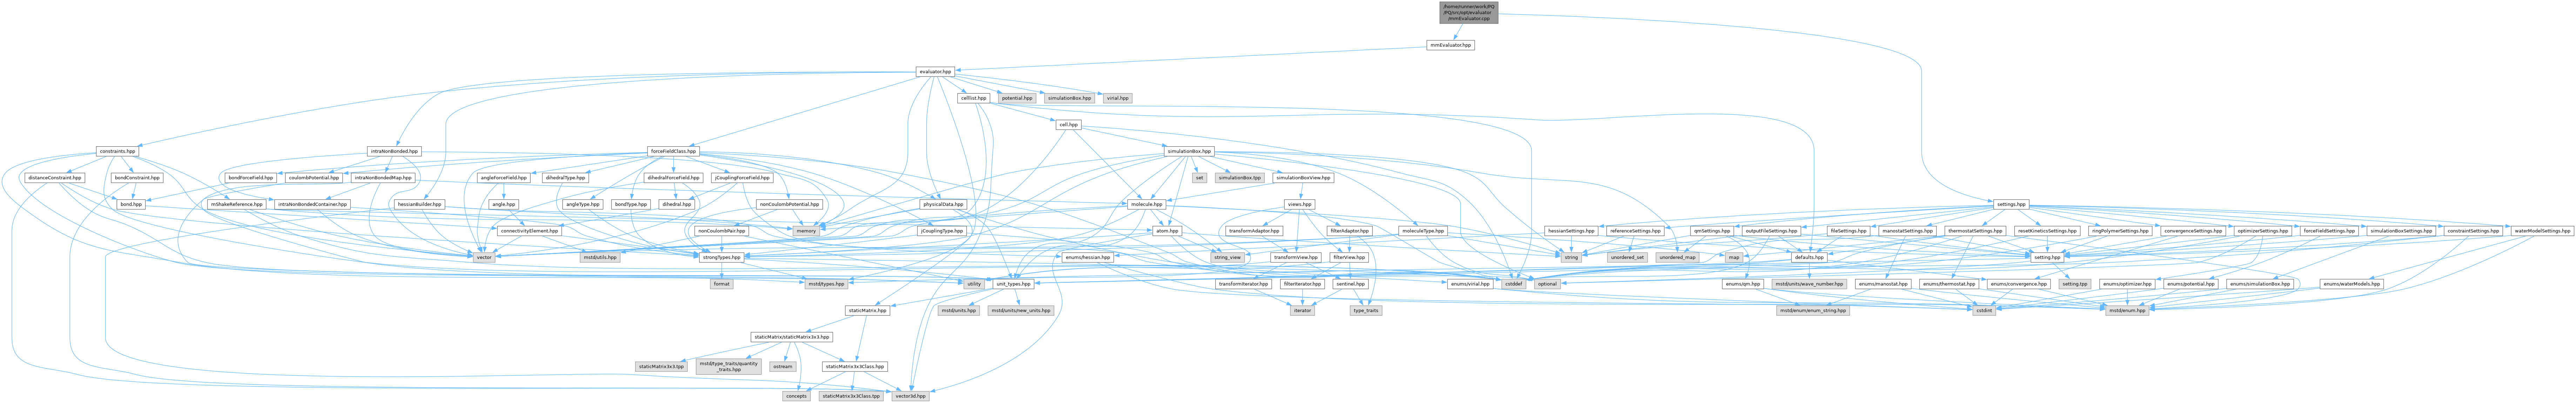 /home/runner/work/PQ
/PQ/src/opt/evaluator
/mmEvaluator.cpp
mmEvaluator.hpp
evaluator.hpp
celllist.hpp
potential.hpp
simulationBox.hpp
virial.hpp
cell.hpp
constraints.hpp
intraNonBonded.hpp
forceFieldClass.hpp
simulationBox.hpp
distanceConstraint.hpp
bondConstraint.hpp
bondForceField.hpp
coulombPotential.hpp
intraNonBondedMap.hpp
angleForceField.hpp
dihedralType.hpp
dihedralForceField.hpp
jCouplingForceField.hpp
set
simulationBox.tpp
simulationBoxView.hpp
bond.hpp
mShakeReference.hpp
intraNonBondedContainer.hpp
hessianBuilder.hpp
angle.hpp
angleType.hpp
bondType.hpp
dihedral.hpp
nonCoulombPotential.hpp
physicalData.hpp
molecule.hpp
views.hpp
settings.hpp
connectivityElement.hpp
nonCoulombPair.hpp
memory
jCouplingType.hpp
atom.hpp
transformAdaptor.hpp
filterAdaptor.hpp
moleculeType.hpp
hessianSettings.hpp
referenceSettings.hpp
qmSettings.hpp
outputFileSettings.hpp
fileSettings.hpp
manostatSettings.hpp
thermostatSettings.hpp
resetKineticsSettings.hpp
ringPolymerSettings.hpp
convergenceSettings.hpp
optimizerSettings.hpp
forceFieldSettings.hpp
simulationBoxSettings.hpp
constraintSettings.hpp
waterModelSettings.hpp
vector
mstd/utils.hpp
strongTypes.hpp
enums/hessian.hpp
string_view
transformView.hpp
filterView.hpp
string
unordered_set
unordered_map
map
defaults.hpp
setting.hpp
format
mstd/types.hpp
utility
unit_types.hpp
transformIterator.hpp
filterIterator.hpp
sentinel.hpp
enums/virial.hpp
cstddef
optional
enums/qm.hpp
mstd/units/wave_number.hpp
enums/manostat.hpp
enums/thermostat.hpp
enums/convergence.hpp
setting.tpp
enums/optimizer.hpp
enums/potential.hpp
enums/simulationBox.hpp
enums/waterModels.hpp
staticMatrix.hpp
mstd/units.hpp
mstd/units/new_units.hpp
iterator
type_traits
mstd/enum/enum_string.hpp
cstdint
mstd/enum.hpp
staticMatrix/staticMatrix3x3.hpp
staticMatrix3x3.tpp
mstd/type_traits/quantity
_traits.hpp
ostream
staticMatrix3x3Class.hpp
concepts
staticMatrix3x3Class.tpp
vector3d.hpp